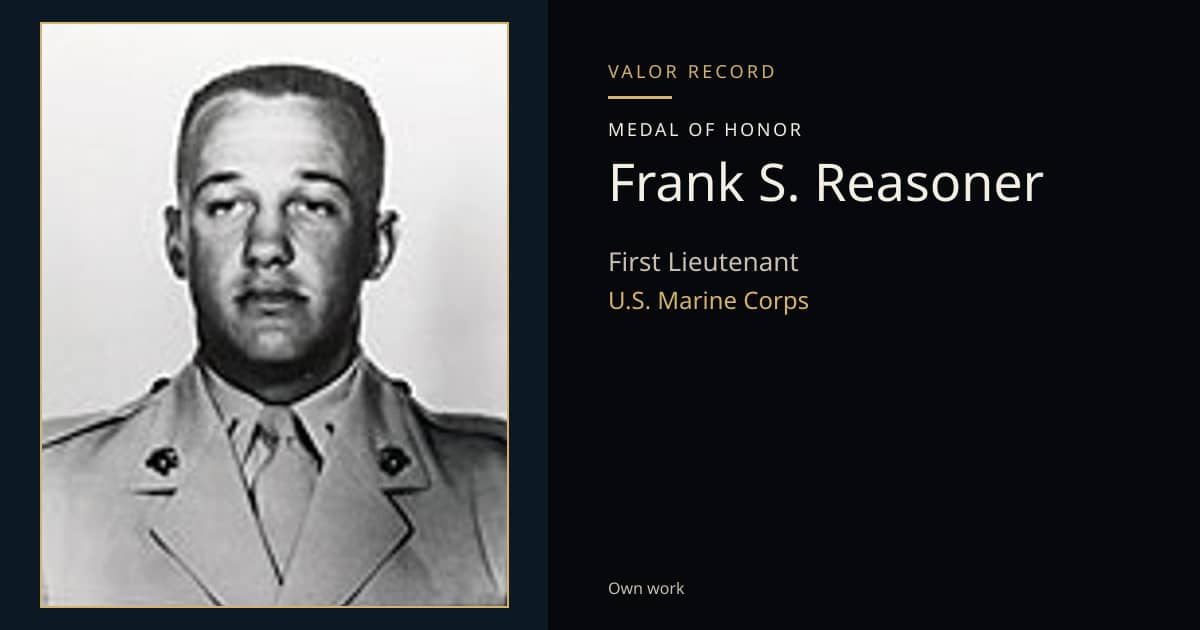 VALOR RECORD
MEDAL OF HONOR
Frank S. Reasoner
First Lieutenant
U.S. Marine Corps
Own work